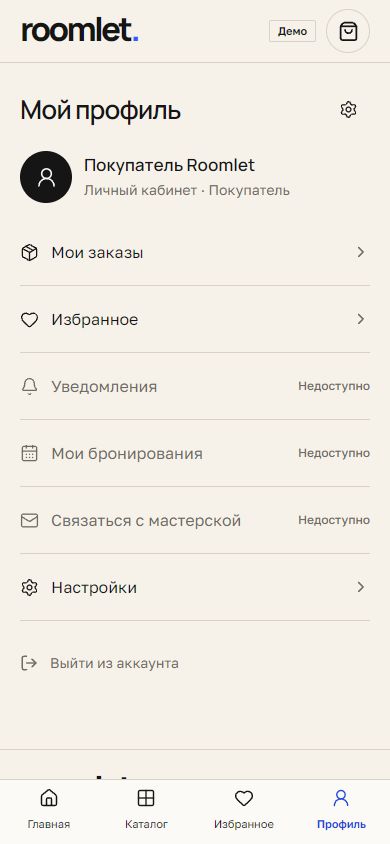 roomlet.
Демо
Мой профиль
Покупатель Roomlet
Личный кабинет · Покупатель
Мои заказы
Избранное
Уведомления
Недоступно
Мои бронирования
Недоступно
Связаться с мастерской
Недоступно
Настройки
Выйти из аккаунта
Главная
Каталог
Избранное
Профиль